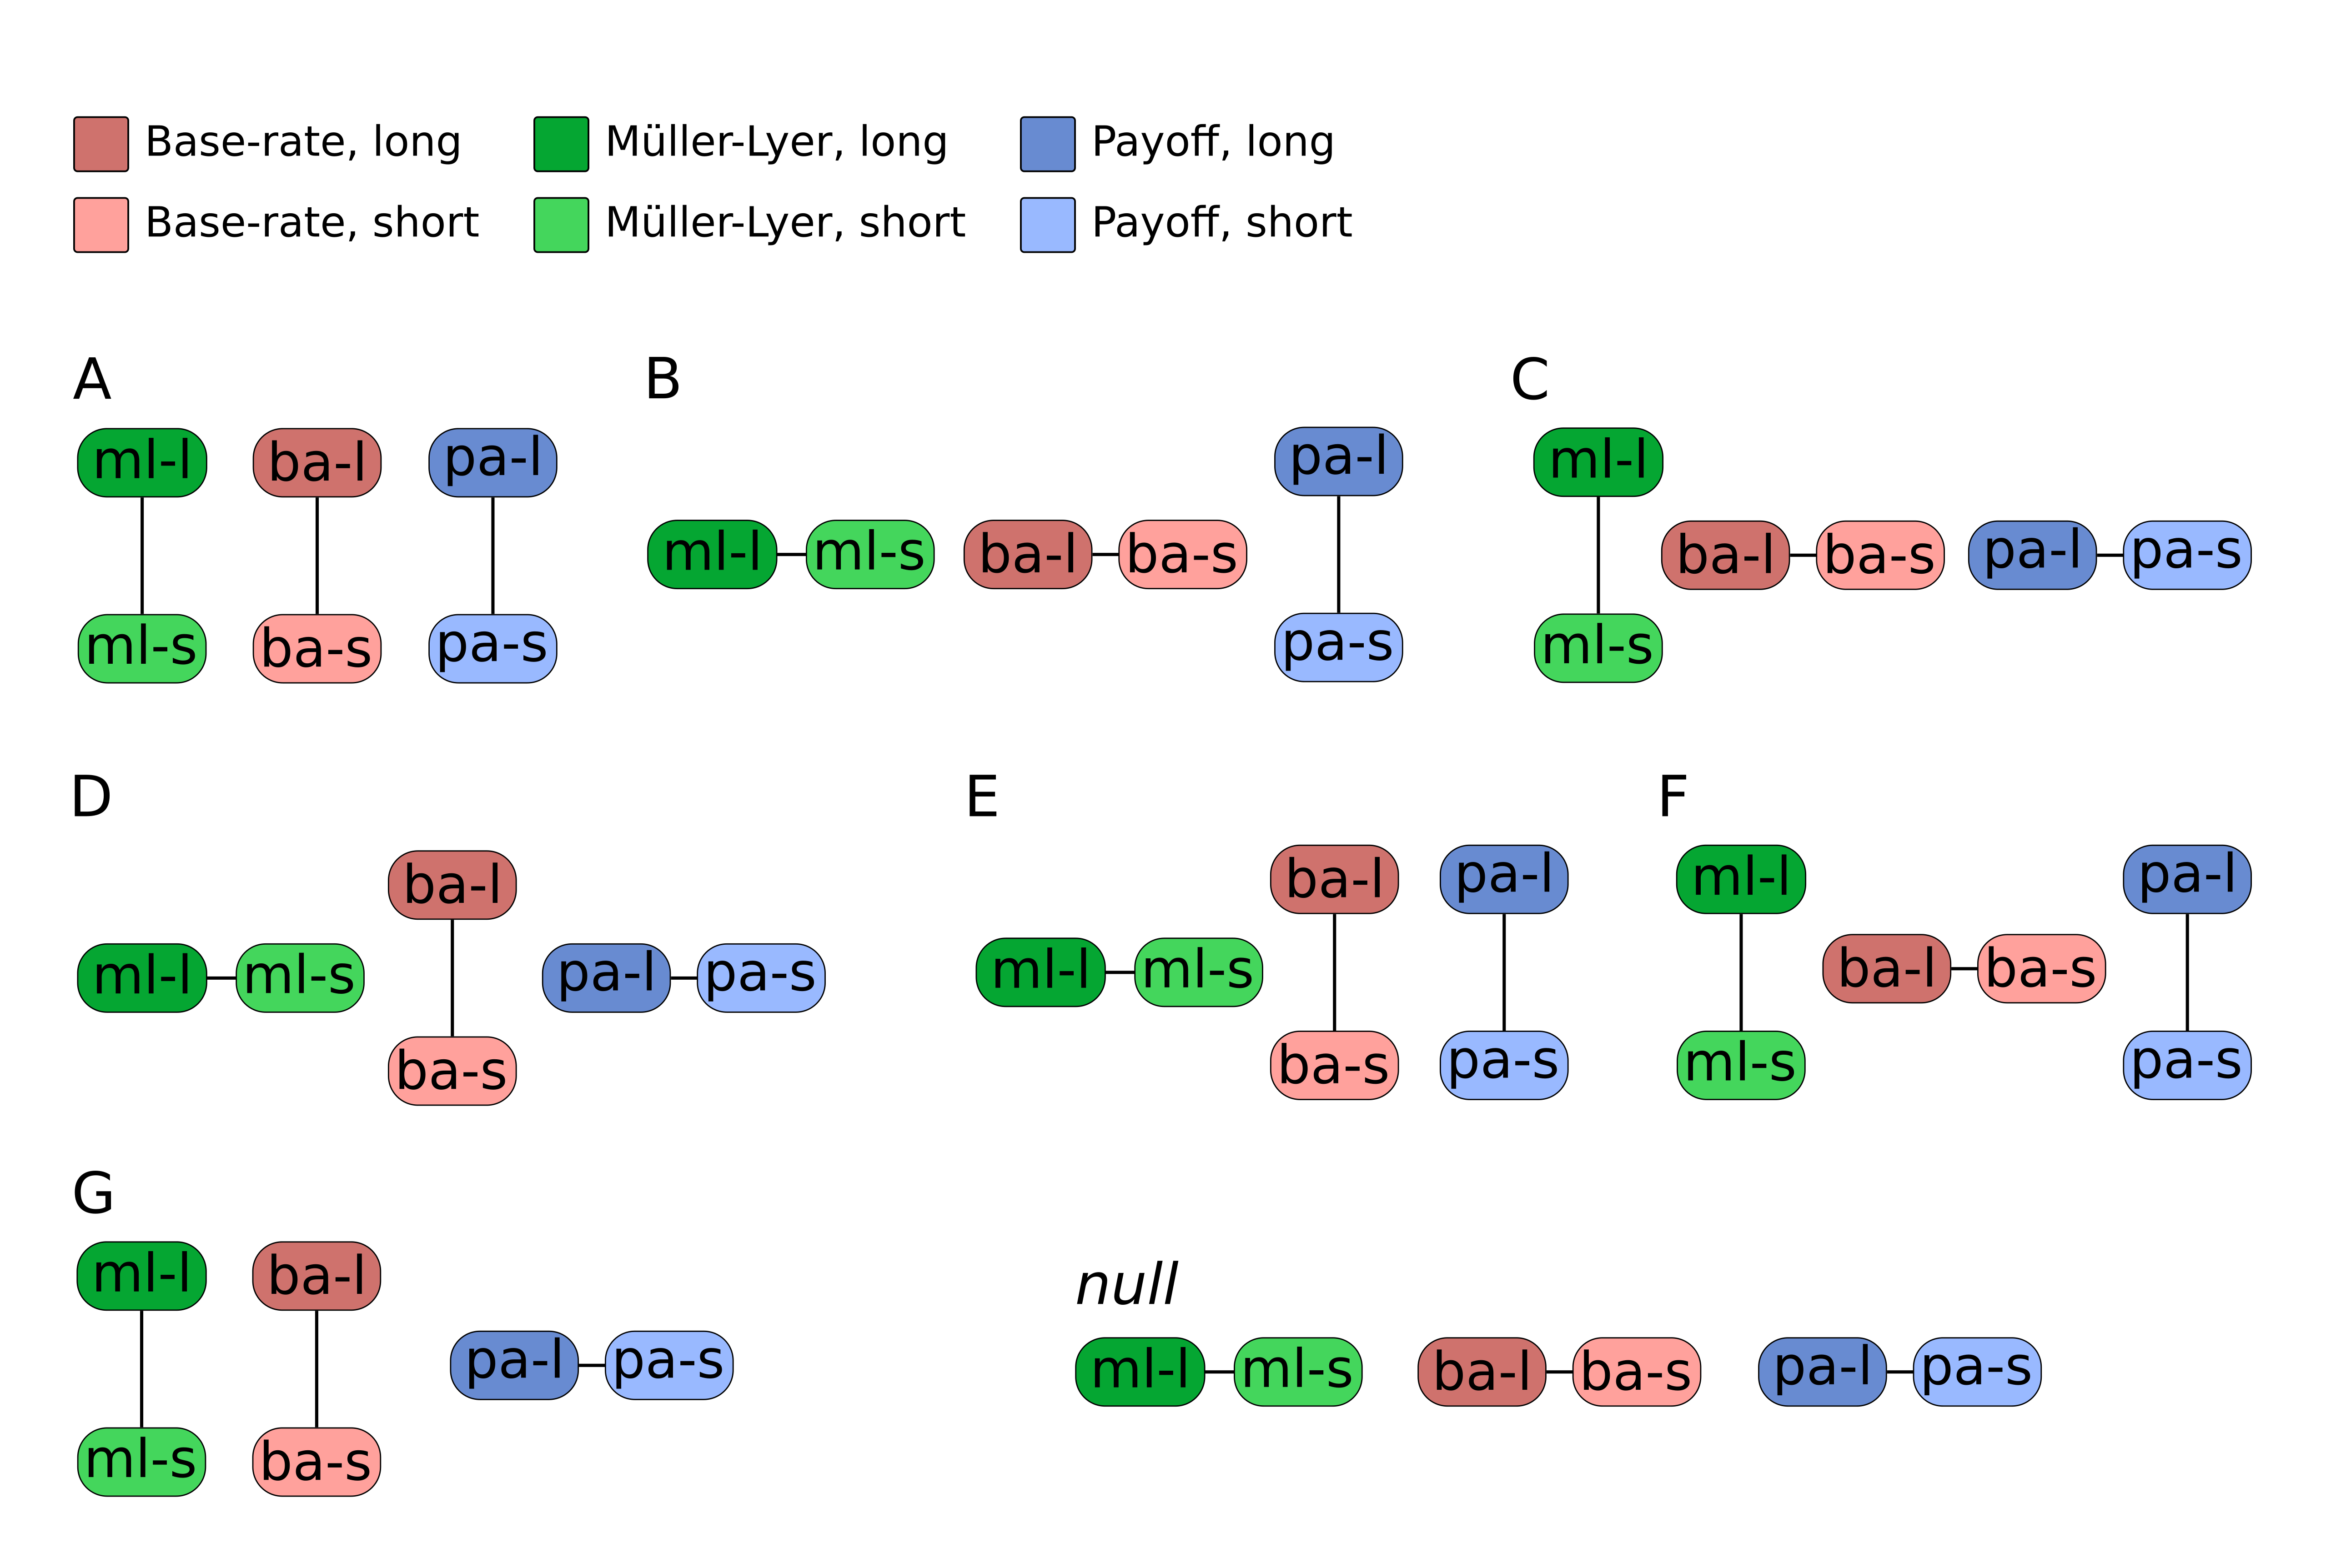 Base-rate, long
Müller-Lyer, long
Payoff, long
Base-rate, short
Müller-Lyer, short
Payoff, short
A
ml-l
ba-l
pa-l
ml-s
ba-s
pa-s
B
pa-l
ml-l
ml-s
ba-l
ba-s
pa-s
C
ml-l
ba-l
ba-s
pa-l
pa-s
ml-s
D
ba-l
ml-l
ml-s
pa-l
pa-s
ba-s
E
ba-l
pa-l
ml-l
ml-s
ba-s
pa-s
F
ml-l
pa-l
ba-l
ba-s
ml-s
pa-s
G
ml-l
ba-l
pa-l
pa-s
ml-s
ba-s
null
ml-l
ml-s
ba-l
ba-s
pa-l
pa-s